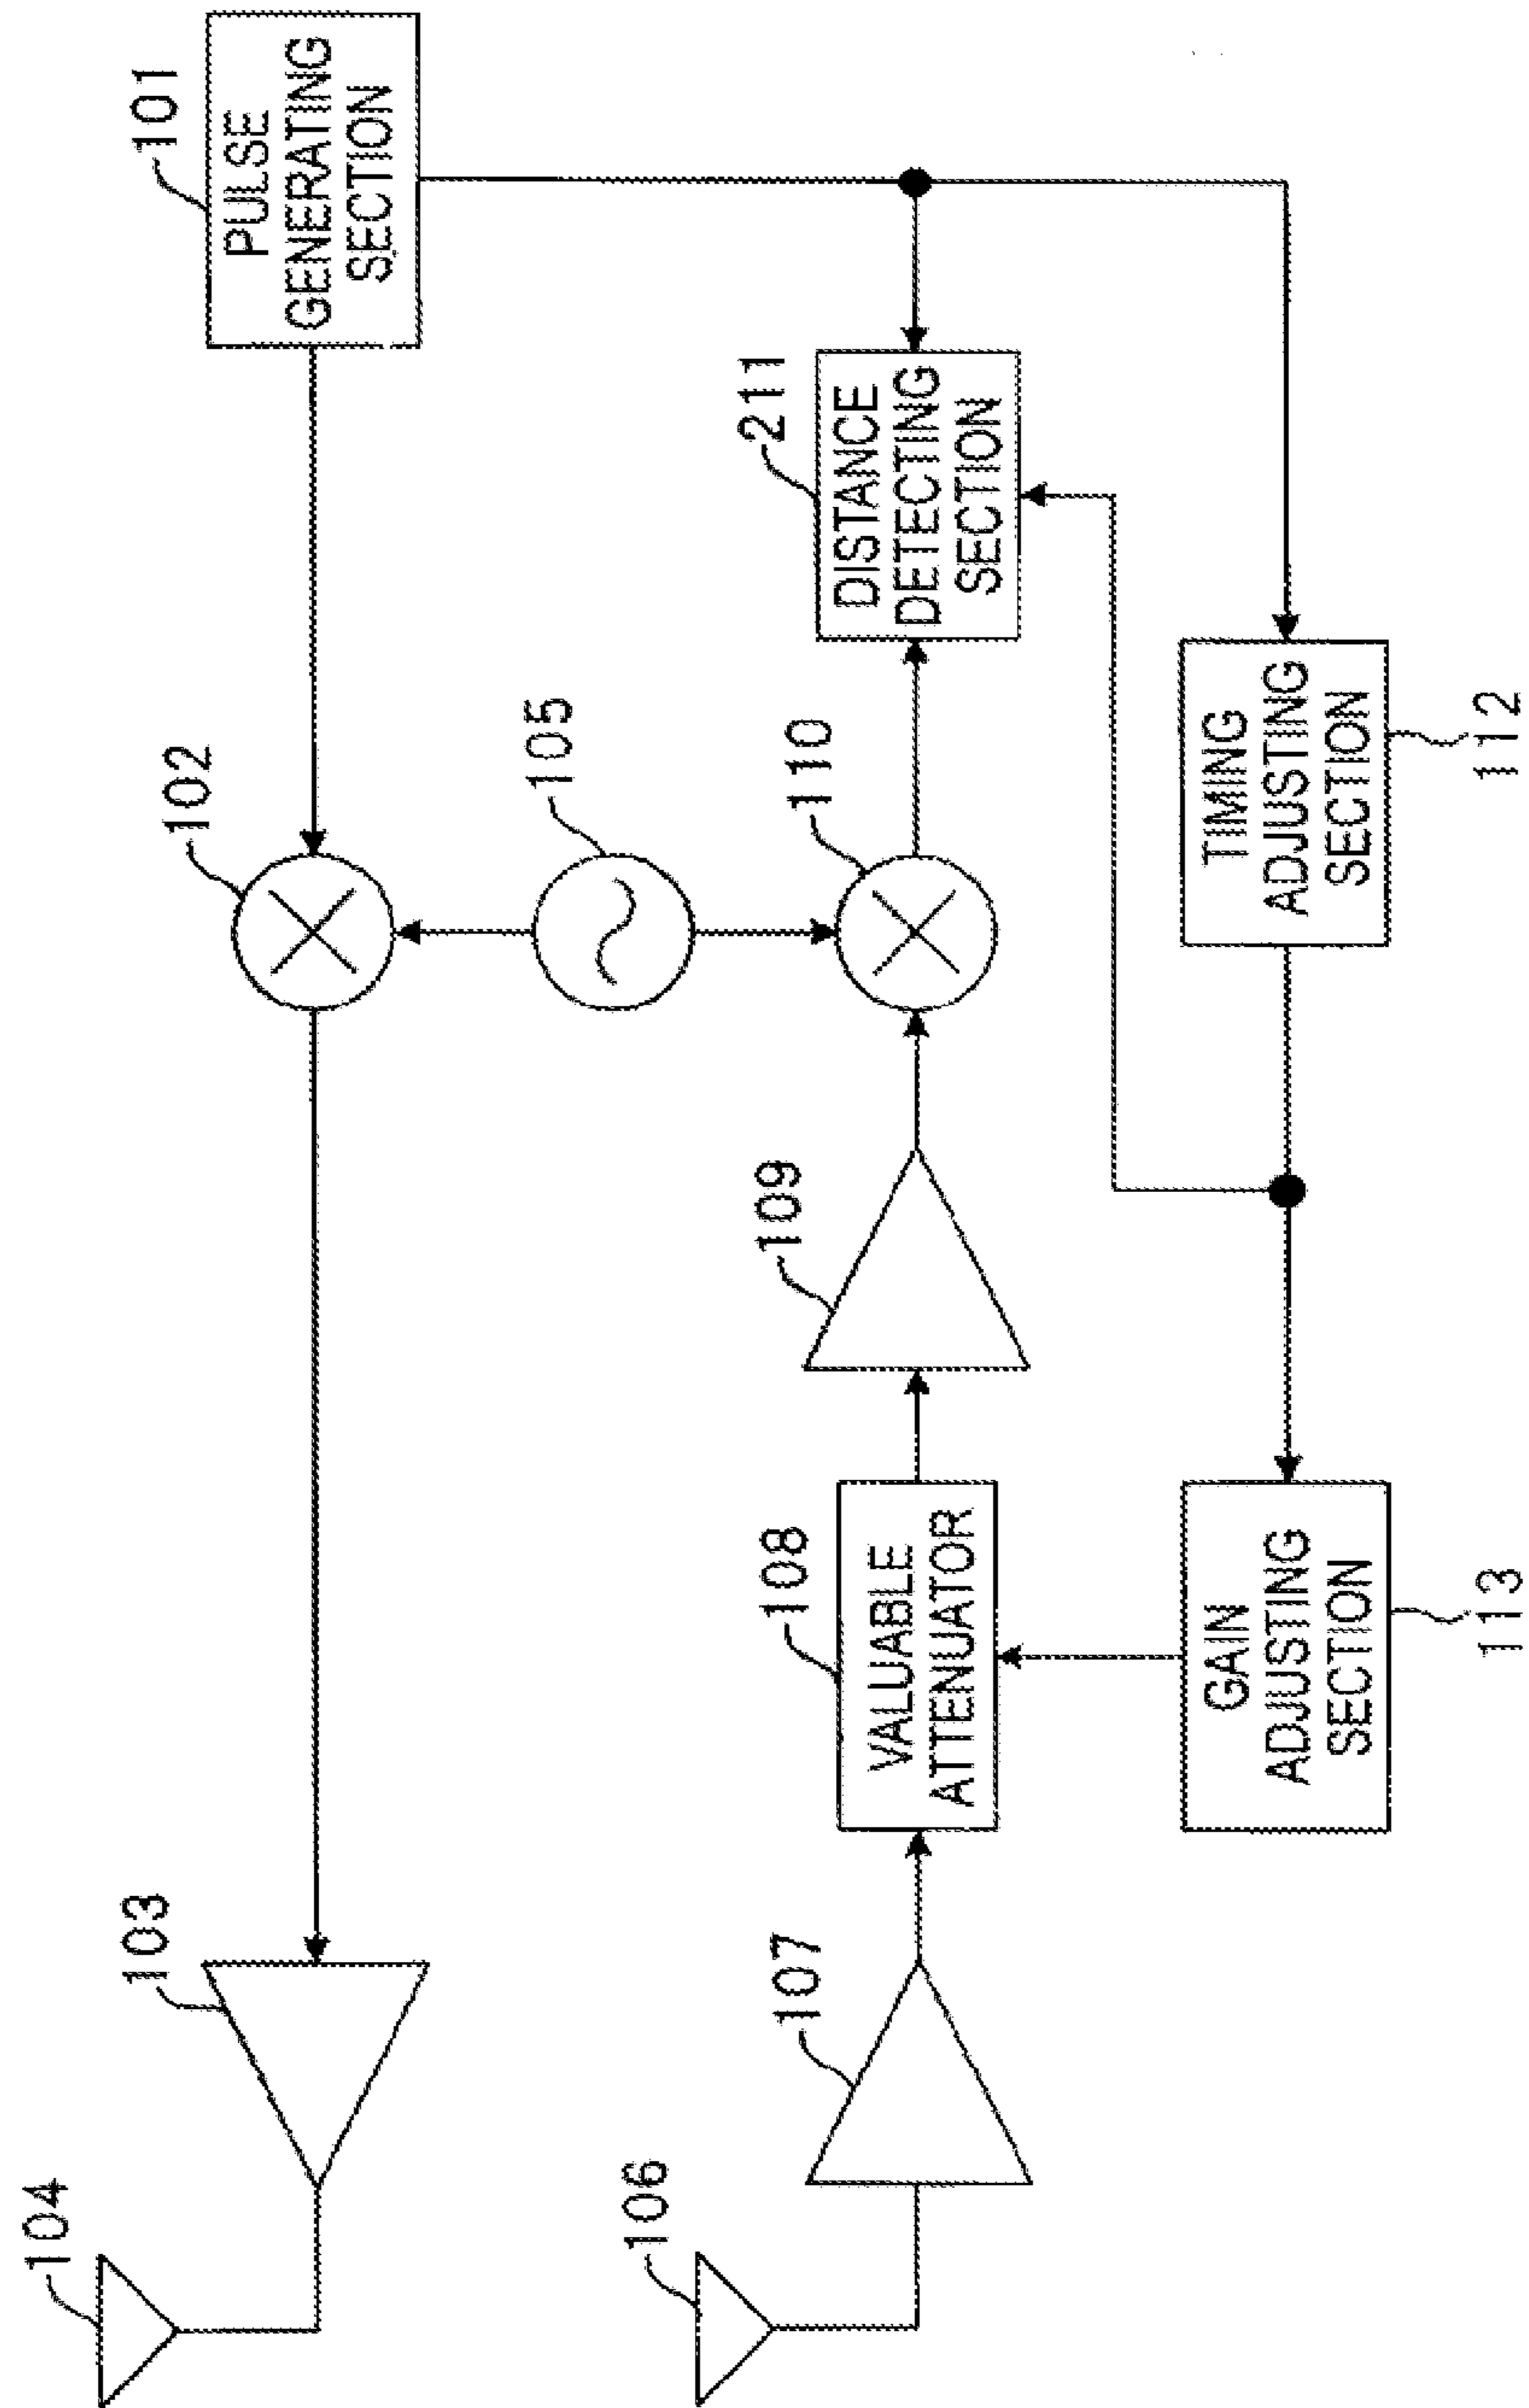 101
PULSE
GENERATING
SECTION
102
103
104
105
211
DISTANCE
DETECTING
SECTION
110
109
108
VALUABLE
ATTENUATOR
107
106
TIMING
ADJUSTING
SECTION
112
GAIN
ADJUSTING
SECTION
113